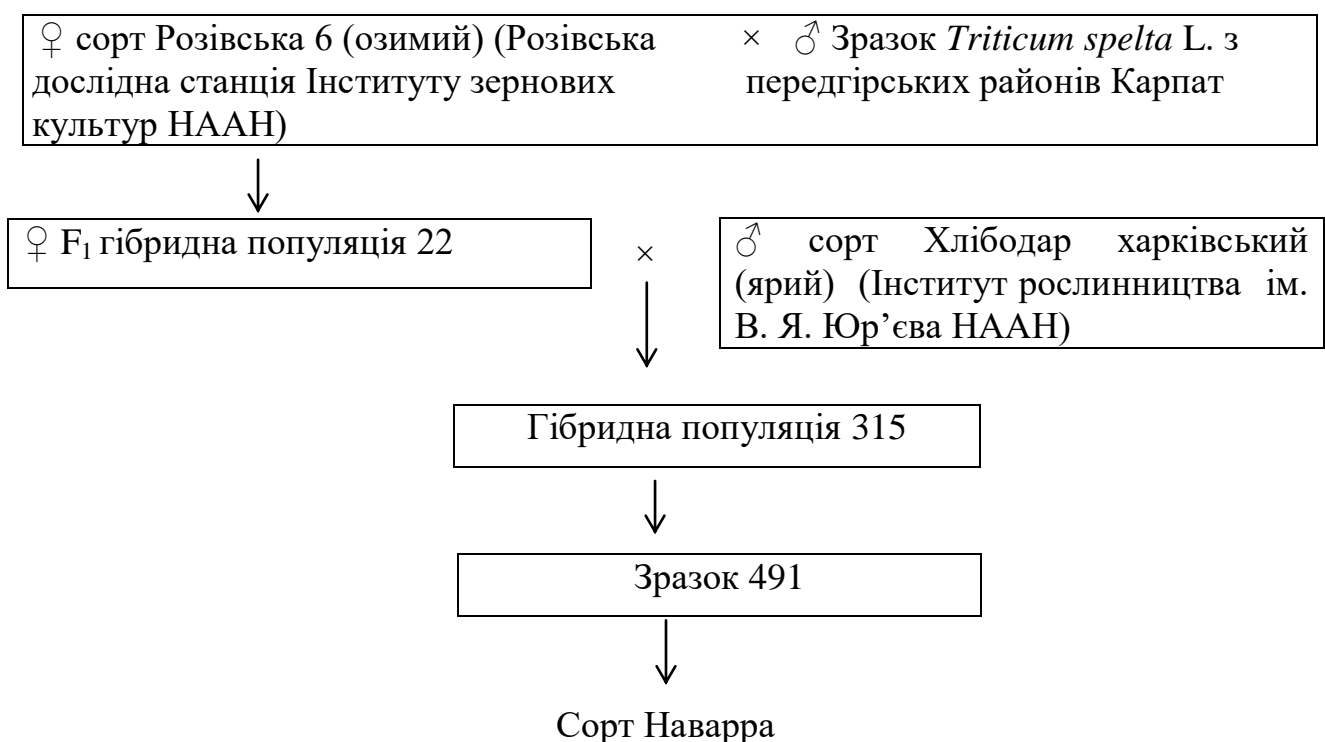 ♀ сорт Розівська 6 (озимий) (Розівська дослідна станція Інституту зернових культур НААН)
× ♂ Зразок Triticum spelta L. з передгірських районів Карпат
♀ F₁ гібридна популяція 22
×
♂ сорт Хлібодар харківський
(ярий) (Інститут рослинництва ім.
В. Я. Юр’єва НААН)
Гібридна популяція 315
Зразок 491
Сорт Наварра